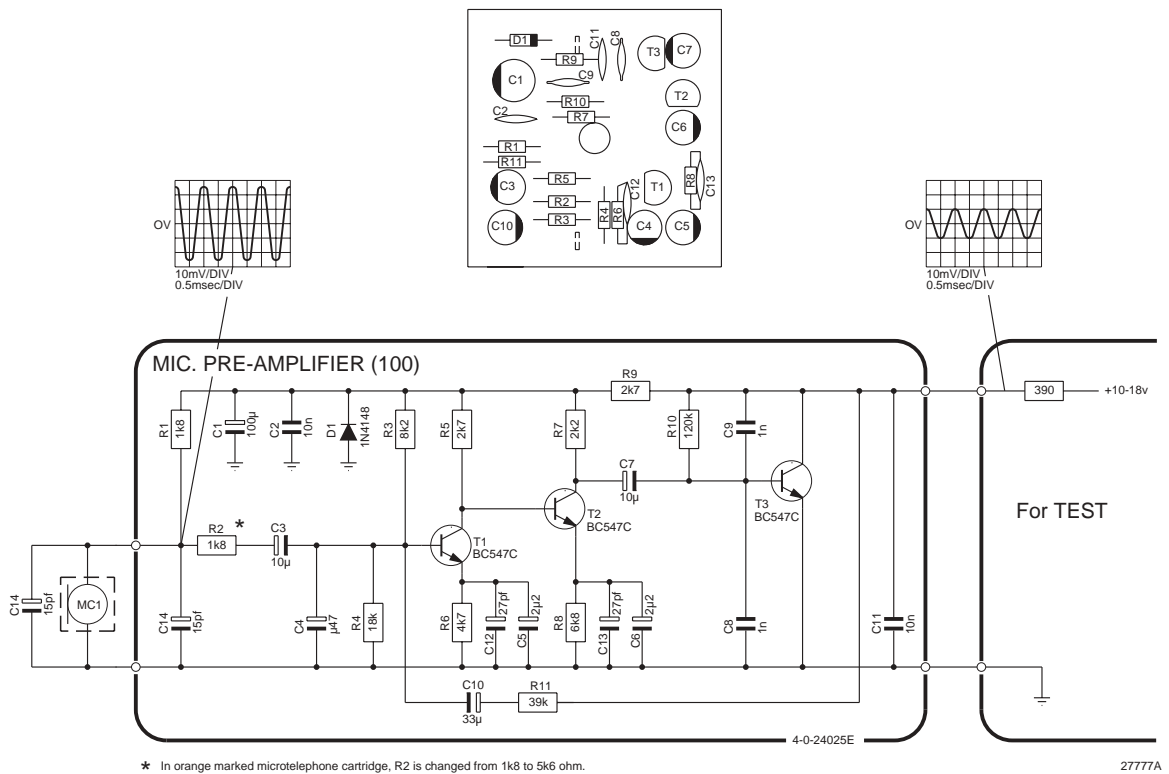 D1
R9
C11
C8
T3
C7
C1
C9
R10
T2
C2
R7
C6
R1
R11
C3
R5
C12
T1
R8
C13
R2
R4
R6
C10
R3
C4
C5
OV
10mV/DIV
0.5msec/DIV
OV
10mV/DIV
0.5msec/DIV
MIC. PRE-AMPLIFIER (100)
R9
2k7
390
+10-18v
R1
1k8
C1
100µ
C2
10n
D1
1N4148
R3
8k2
R5
2k7
R7
2k2
R10
120k
C9
1n
C7
10µ
T3
BC547C
T2
BC547C
For TEST
R2
*
1k8
C3
10µ
T1
BC547C
C14
15pf
MC1
C14
15pf
C4
µ47
R4
18k
R6
4k7
C12
27pf
C5
2µ2
R8
6k8
C13
27pf
C6
2µ2
C8
1n
C11
10n
C10
33µ
R11
39k
4-0-24025E
* In orange marked microtelephone cartridge, R2 is changed from 1k8 to 5k6 ohm.
27777A